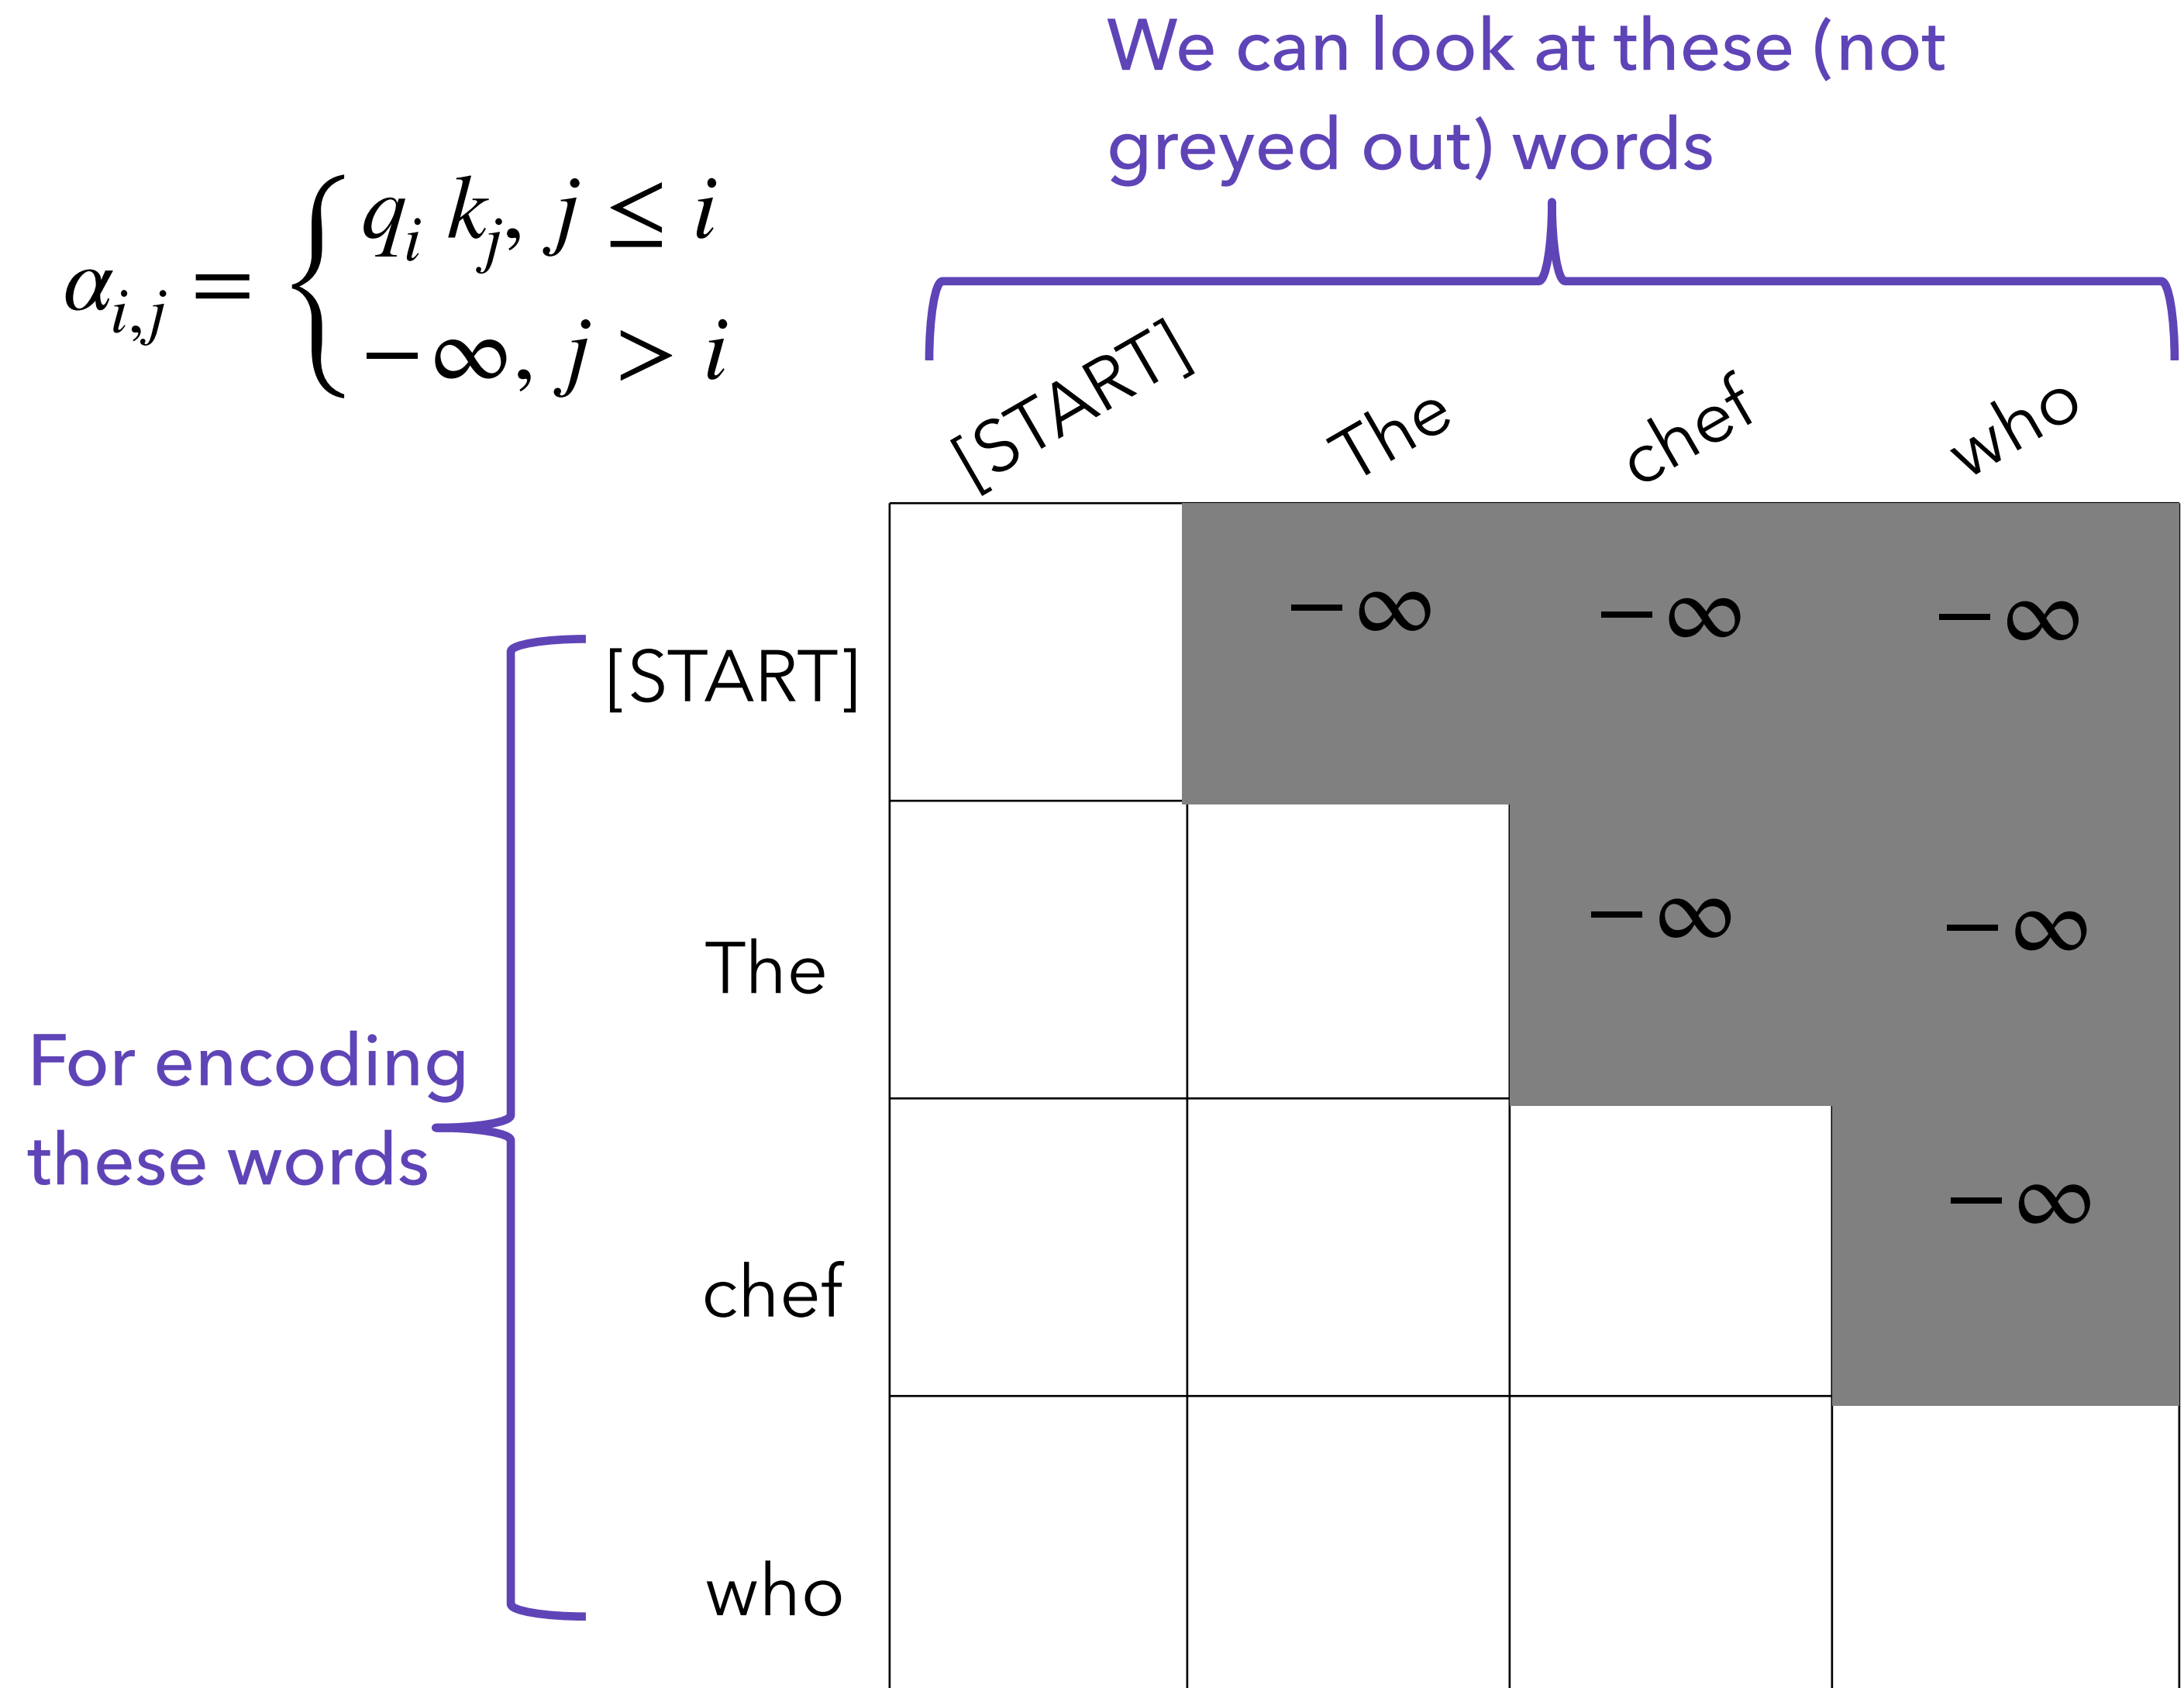 We can look at these (not
greyed out) words
α_{i,j} = { q_i k_j, j ≤ i
−∞, j > i
[START] The chef who
[START] −∞ −∞ −∞
The −∞ −∞
For encoding
these words
chef −∞
who